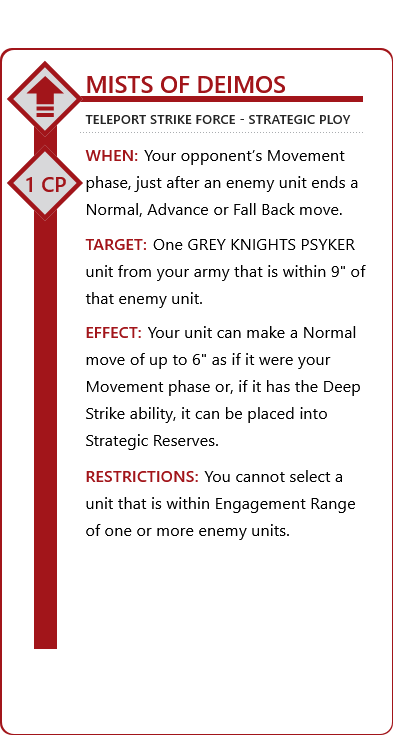 MISTS OF DEIMOS
TELEPORT STRIKE FORCE - STRATEGIC PLOY
1 CP
WHEN: Your opponent's Movement
phase, just after an enemy unit ends a
Normal, Advance or Fall Back move.
TARGET: One GREY KNIGHTS PSYKER
unit from your army that is within 9" of
that enemy unit.
EFFECT: Your unit can make a Normal
move of up to 6" as if it were your
Movement phase or, if it has the Deep
Strike ability, it can be placed into
Strategic Reserves.
RESTRICTIONS: You cannot select a
unit that is within Engagement Range
of one or more enemy units.